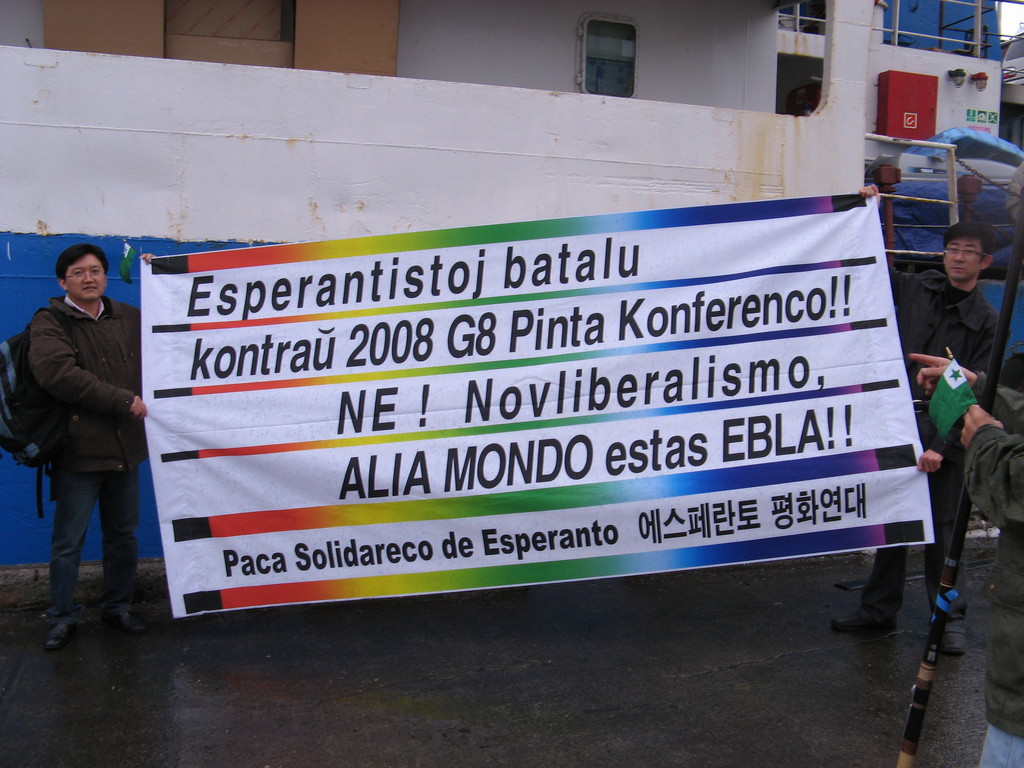 Esperantistoj batalu
kontraŭ 2008 G8 Pinta Konferenco!!
NE ! Novliberalismo,
ALIA MONDO estas EBLA!!
Paca Solidareco de Esperanto 에스페란토 평화연대